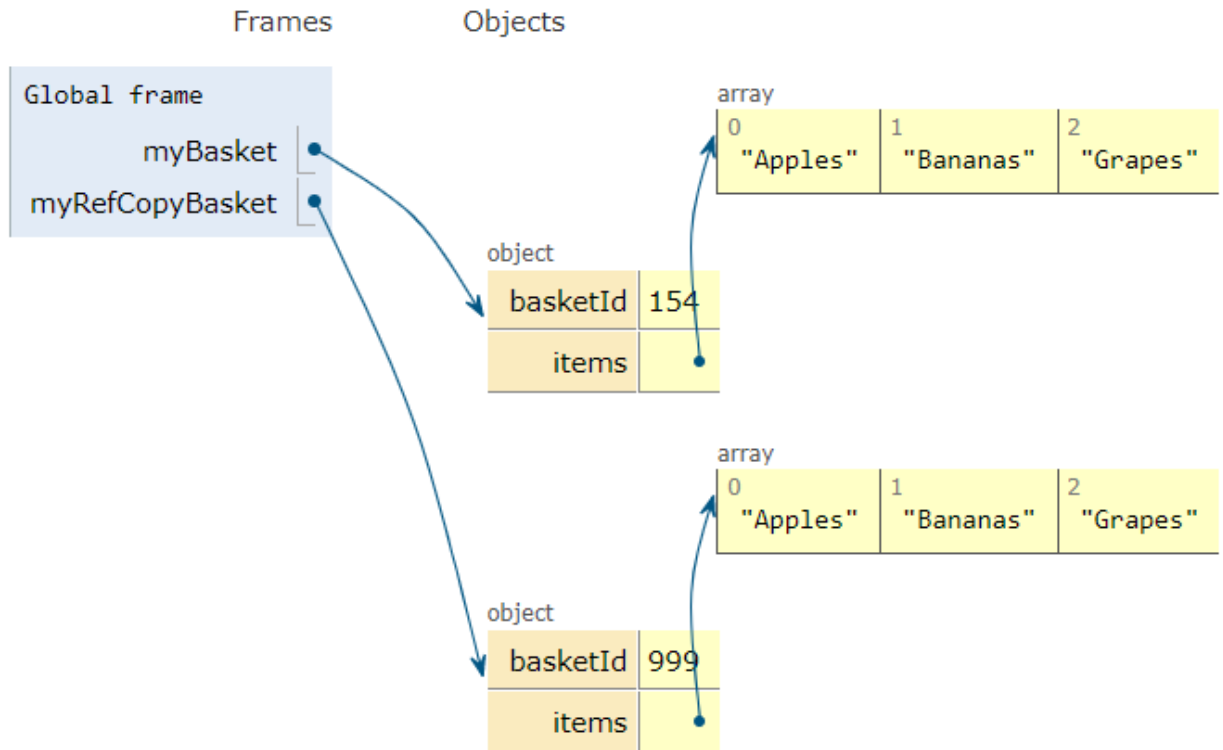 Frames Objects
Global frame
myBasket
myRefCopyBasket
array
0 1 2
"Apples" "Bananas" "Grapes"
object
basketId 154
items
array
0 1 2
"Apples" "Bananas" "Grapes"
object
basketId 999
items